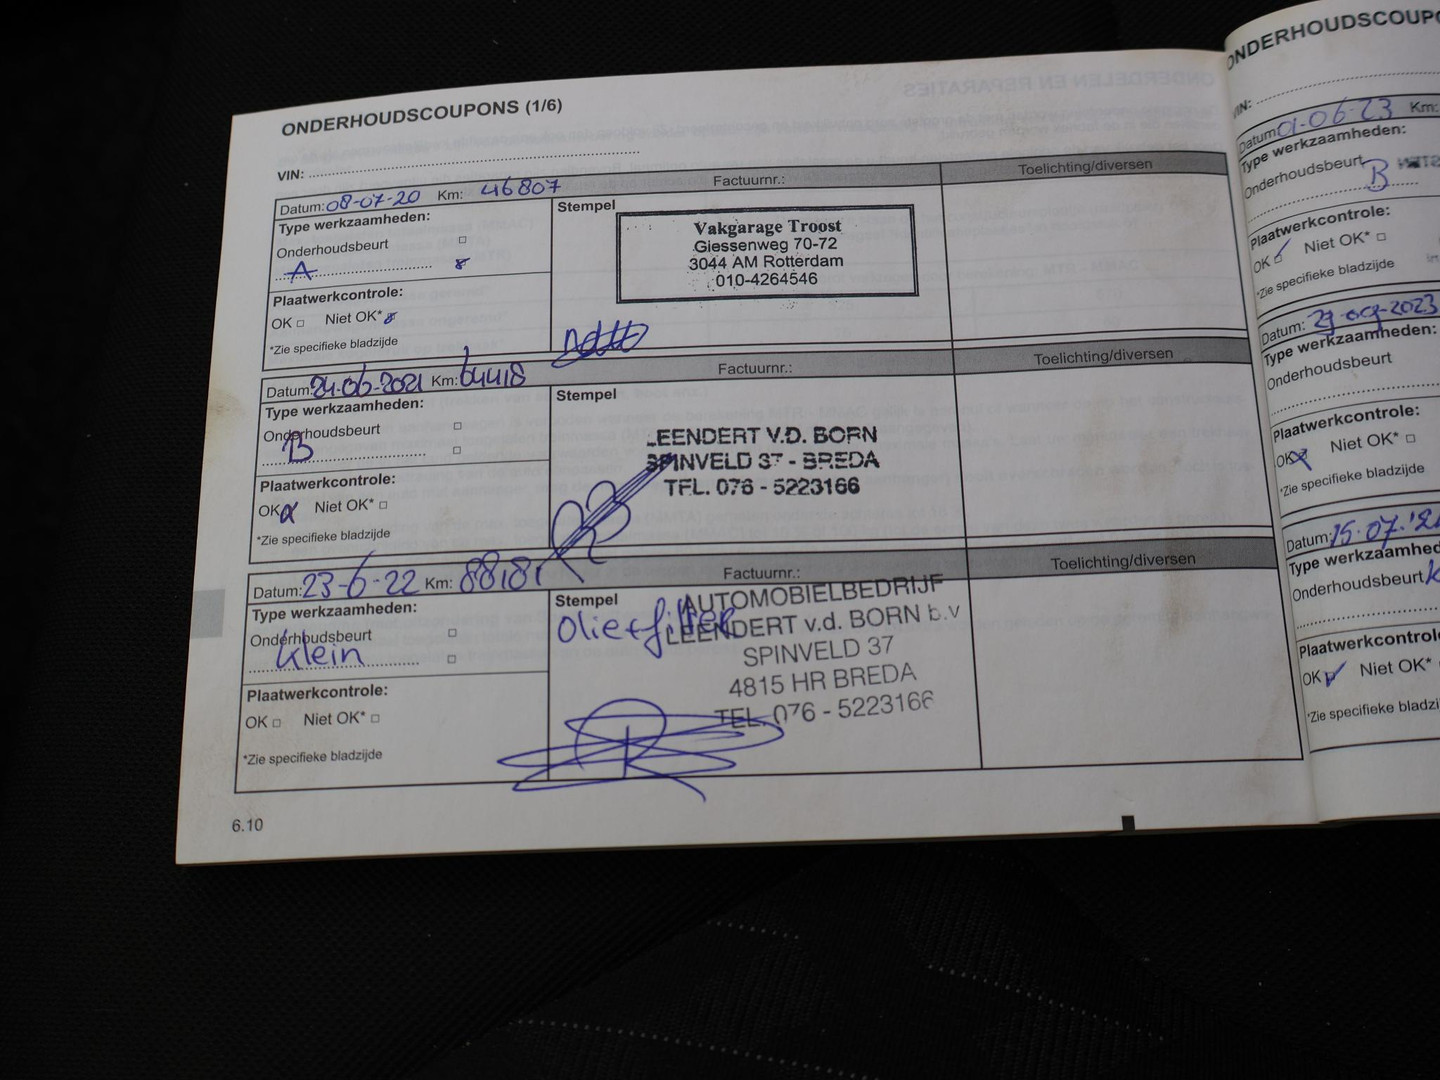 ONDERHOUDSCOUPONS (1/6)
VIN:
Datum: 08-07-20 Km: 46807 Factuurnr.: Toelichting/diversen
Type werkzaamheden:
Onderhoudsbeurt
A
Plaatwerkcontrole:
OK Niet OK*
*Zie specifieke bladzijde
Stempel
Vakgarage Troost
Giessenweg 70-72
3044 AM Rotterdam
010-4264546
Datum: 24-06-2021 Km: 64418 Factuurnr.: Toelichting/diversen
Type werkzaamheden:
Onderhoudsbeurt
B
Plaatwerkcontrole:
OK Niet OK*
*Zie specifieke bladzijde
Stempel
LEENDERT V.D. BORN
SPINVELD 37 - BREDA
TEL. 076 - 5223166
Datum: 23-6-22 Km: 88181 Factuurnr.: Toelichting/diversen
Type werkzaamheden:
Onderhoudsbeurt
klein
Plaatwerkcontrole:
OK Niet OK*
*Zie specifieke bladzijde
Stempel
Olie+filter
AUTOMOBIELBEDRIJF
LEENDERT v.d. BORN b.v
SPINVELD 37
4815 HR BREDA
TEL. 076 - 5223166
6.10
ONDERHOUDSCOUPO
VIN:
Datum: 01-06-23 Km:
Type werkzaamheden:
Onderhoudsbeurt
B
Plaatwerkcontrole:
OK Niet OK*
*Zie specifieke bladzijde
Datum:
Type werkzaamheden:
Onderhoudsbeurt
Plaatwerkcontrole:
OK Niet OK*
*Zie specifieke bladzijde
Datum: 15.07.'2
Type werkzaamhed
Onderhoudsbeurt
Plaatwerkcontrol
OK Niet OK*
*Zie specifieke bladzi